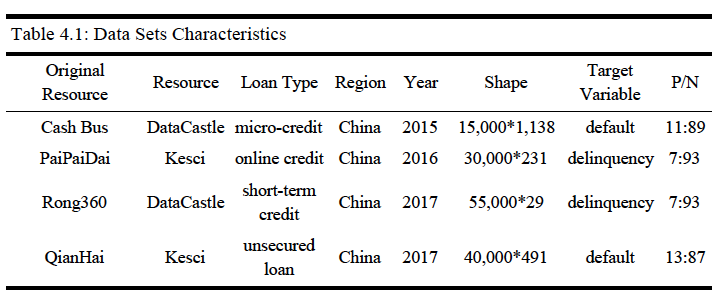 Table 4.1: Data Sets Characteristics
Original Resource Resource Loan Type Region Year Shape Target Variable P/N
Cash Bus DataCastle micro-credit China 2015 15,000*1,138 default 11:89
PaiPaiDai Kesci online credit China 2016 30,000*231 delinquency 7:93
Rong360 DataCastle short-term credit China 2017 55,000*29 delinquency 7:93
QianHai Kesci unsecured loan China 2017 40,000*491 default 13:87